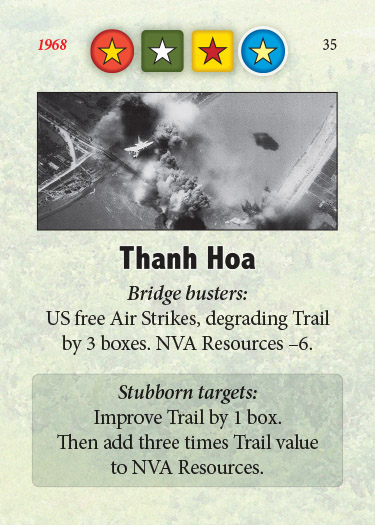 1968
35
Thanh Hoa
Bridge busters:
US free Air Strikes, degrading Trail
by 3 boxes. NVA Resources –6.
Stubborn targets:
Improve Trail by 1 box.
Then add three times Trail value
to NVA Resources.